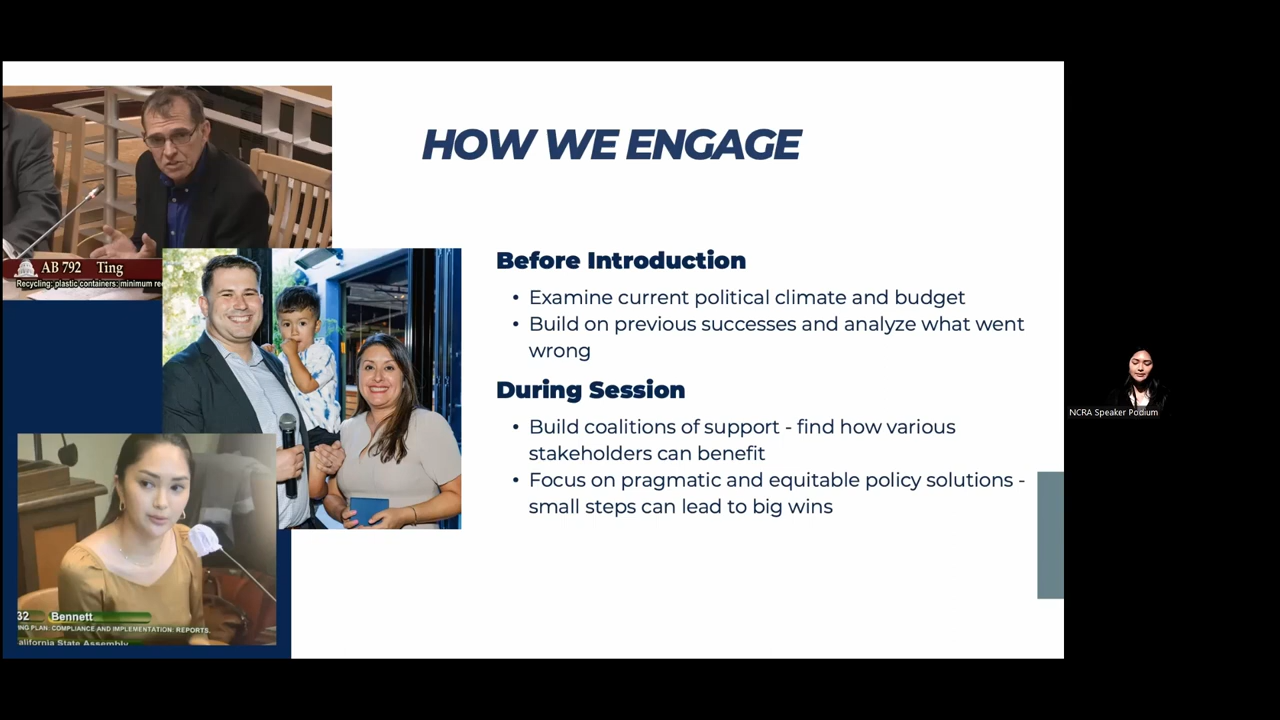 HOW WE ENGAGE
AB 792 Ting
Recycling: plastic containers: minimum re
Before Introduction
• Examine current political climate and budget
• Build on previous successes and analyze what went
wrong
During Session
• Build coalitions of support - find how various
stakeholders can benefit
• Focus on pragmatic and equitable policy solutions -
small steps can lead to big wins
32 Bennett
ING PLAN: COMPLIANCE AND IMPLEMENTATION: REPORTS.
alifornia State Assembly
NCRA Speaker Podium